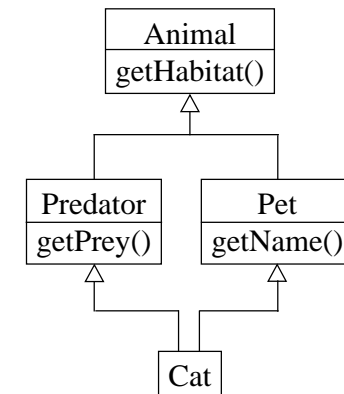 Animal
getHabitat()
Predator
getPrey()
Pet
getName()
Cat